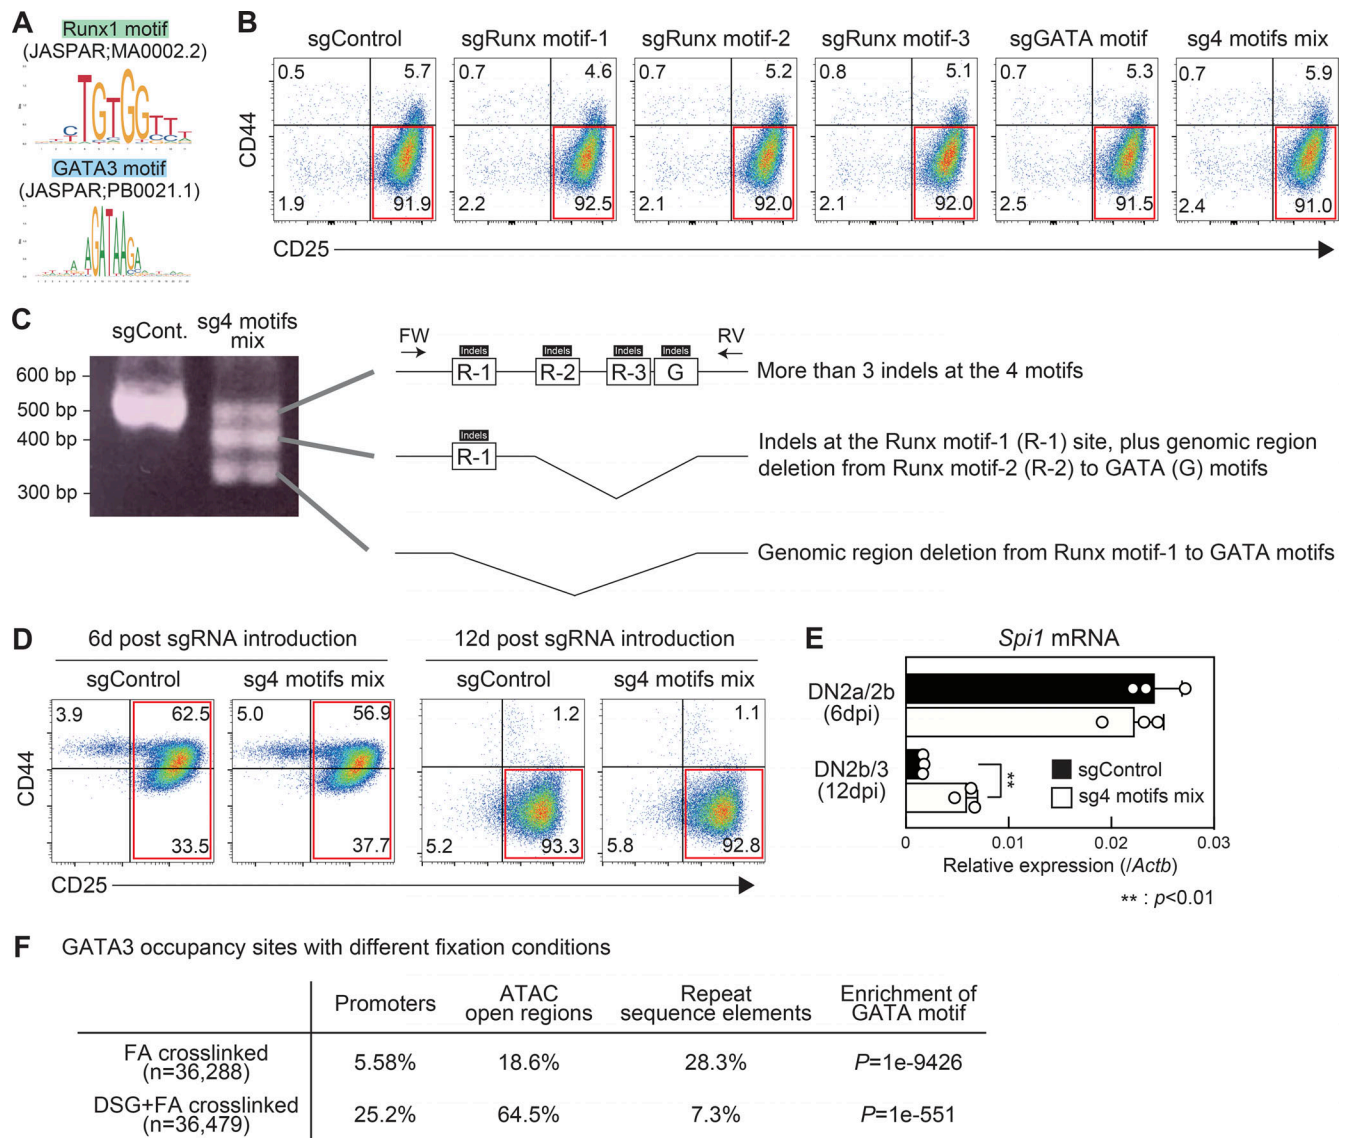 A
Runx1 motif
(JASPAR;MA0002.2)
GATA3 motif
(JASPAR;PB0021.1)
B
sgControl
sgRunx motif-1
sgRunx motif-2
sgRunx motif-3
sgGATA motif
sg4 motifs mix
0.5 5.7
0.7 4.6
0.7 5.2
0.8 5.1
0.7 5.3
0.7 5.9
1.9 91.9
2.2 92.5
2.1 92.0
2.1 92.0
2.5 91.5
2.4 91.0
CD44
CD25
C
sgCont.
sg4 motifs
mix
600 bp
500 bp
400 bp
300 bp
FW
RV
Indels Indels Indels Indels
R-1 R-2 R-3 G
More than 3 indels at the 4 motifs
Indels
R-1
Indels at the Runx motif-1 (R-1) site, plus genomic region
deletion from Runx motif-2 (R-2) to GATA (G) motifs
Genomic region deletion from Runx motif-1 to GATA motifs
D
6d post sgRNA introduction
12d post sgRNA introduction
sgControl
sg4 motifs mix
sgControl
sg4 motifs mix
3.9 62.5
5.0 56.9
1.2
1.1
33.5
37.7
5.2 93.3
5.8 92.8
CD44
CD25
E
Spi1 mRNA
DN2a/2b
(6dpi)
DN2b/3
(12dpi)
**
sgControl
sg4 motifs mix
0 0.01 0.02 0.03
Relative expression (/Actb)
** : p<0.01
F
GATA3 occupancy sites with different fixation conditions
Promoters
ATAC
open regions
Repeat
sequence elements
Enrichment of
GATA motif
FA crosslinked
(n=36,288)
5.58% 18.6% 28.3% P=1e-9426
DSG+FA crosslinked
(n=36,479)
25.2% 64.5% 7.3% P=1e-551